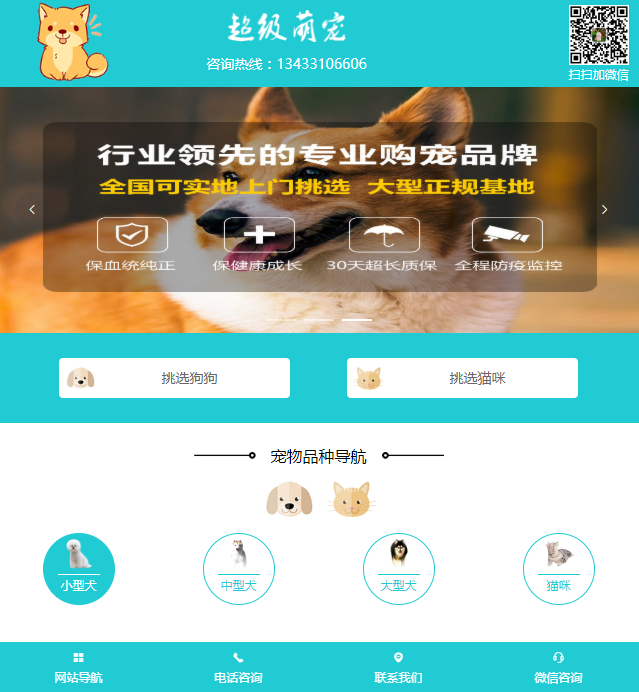 超级萌宠
咨询热线：13433106606
扫扫加微信
行业领先的专业购宠品牌
全国可实地上门挑选 大型正规基地
保血统纯正 保健康成长 30天超长质保 全程防疫监控
挑选狗狗 挑选猫咪
宠物品种导航
小型犬 中型犬 大型犬 猫咪
网站导航 电话咨询 联系我们 微信咨询